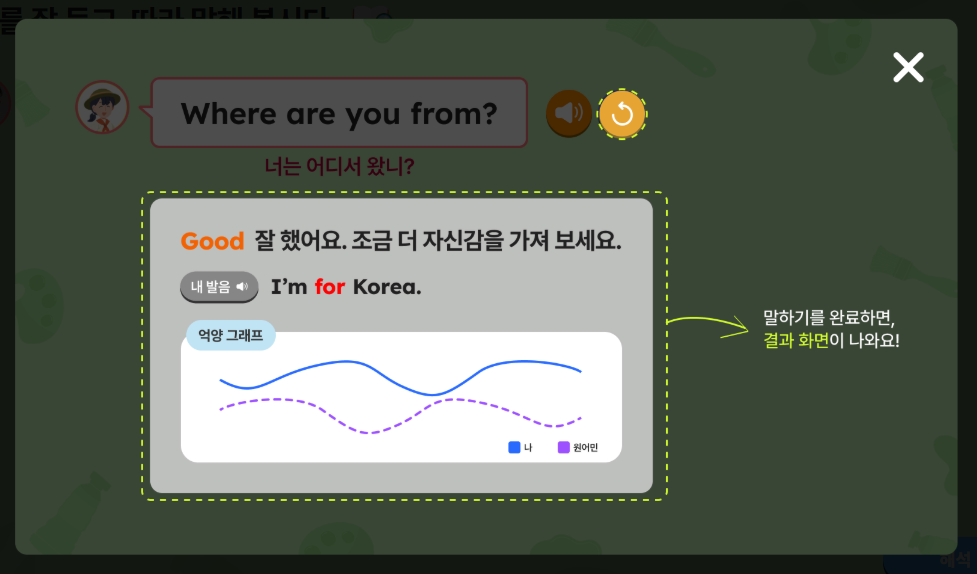 Where are you from?
너는 어디서 왔니?
Good 잘 했어요. 조금 더 자신감을 가져 보세요.
내 발음 I'm for Korea.
억양 그래프
나 원어민
말하기를 완료하면,
결과 화면이 나와요!
해석